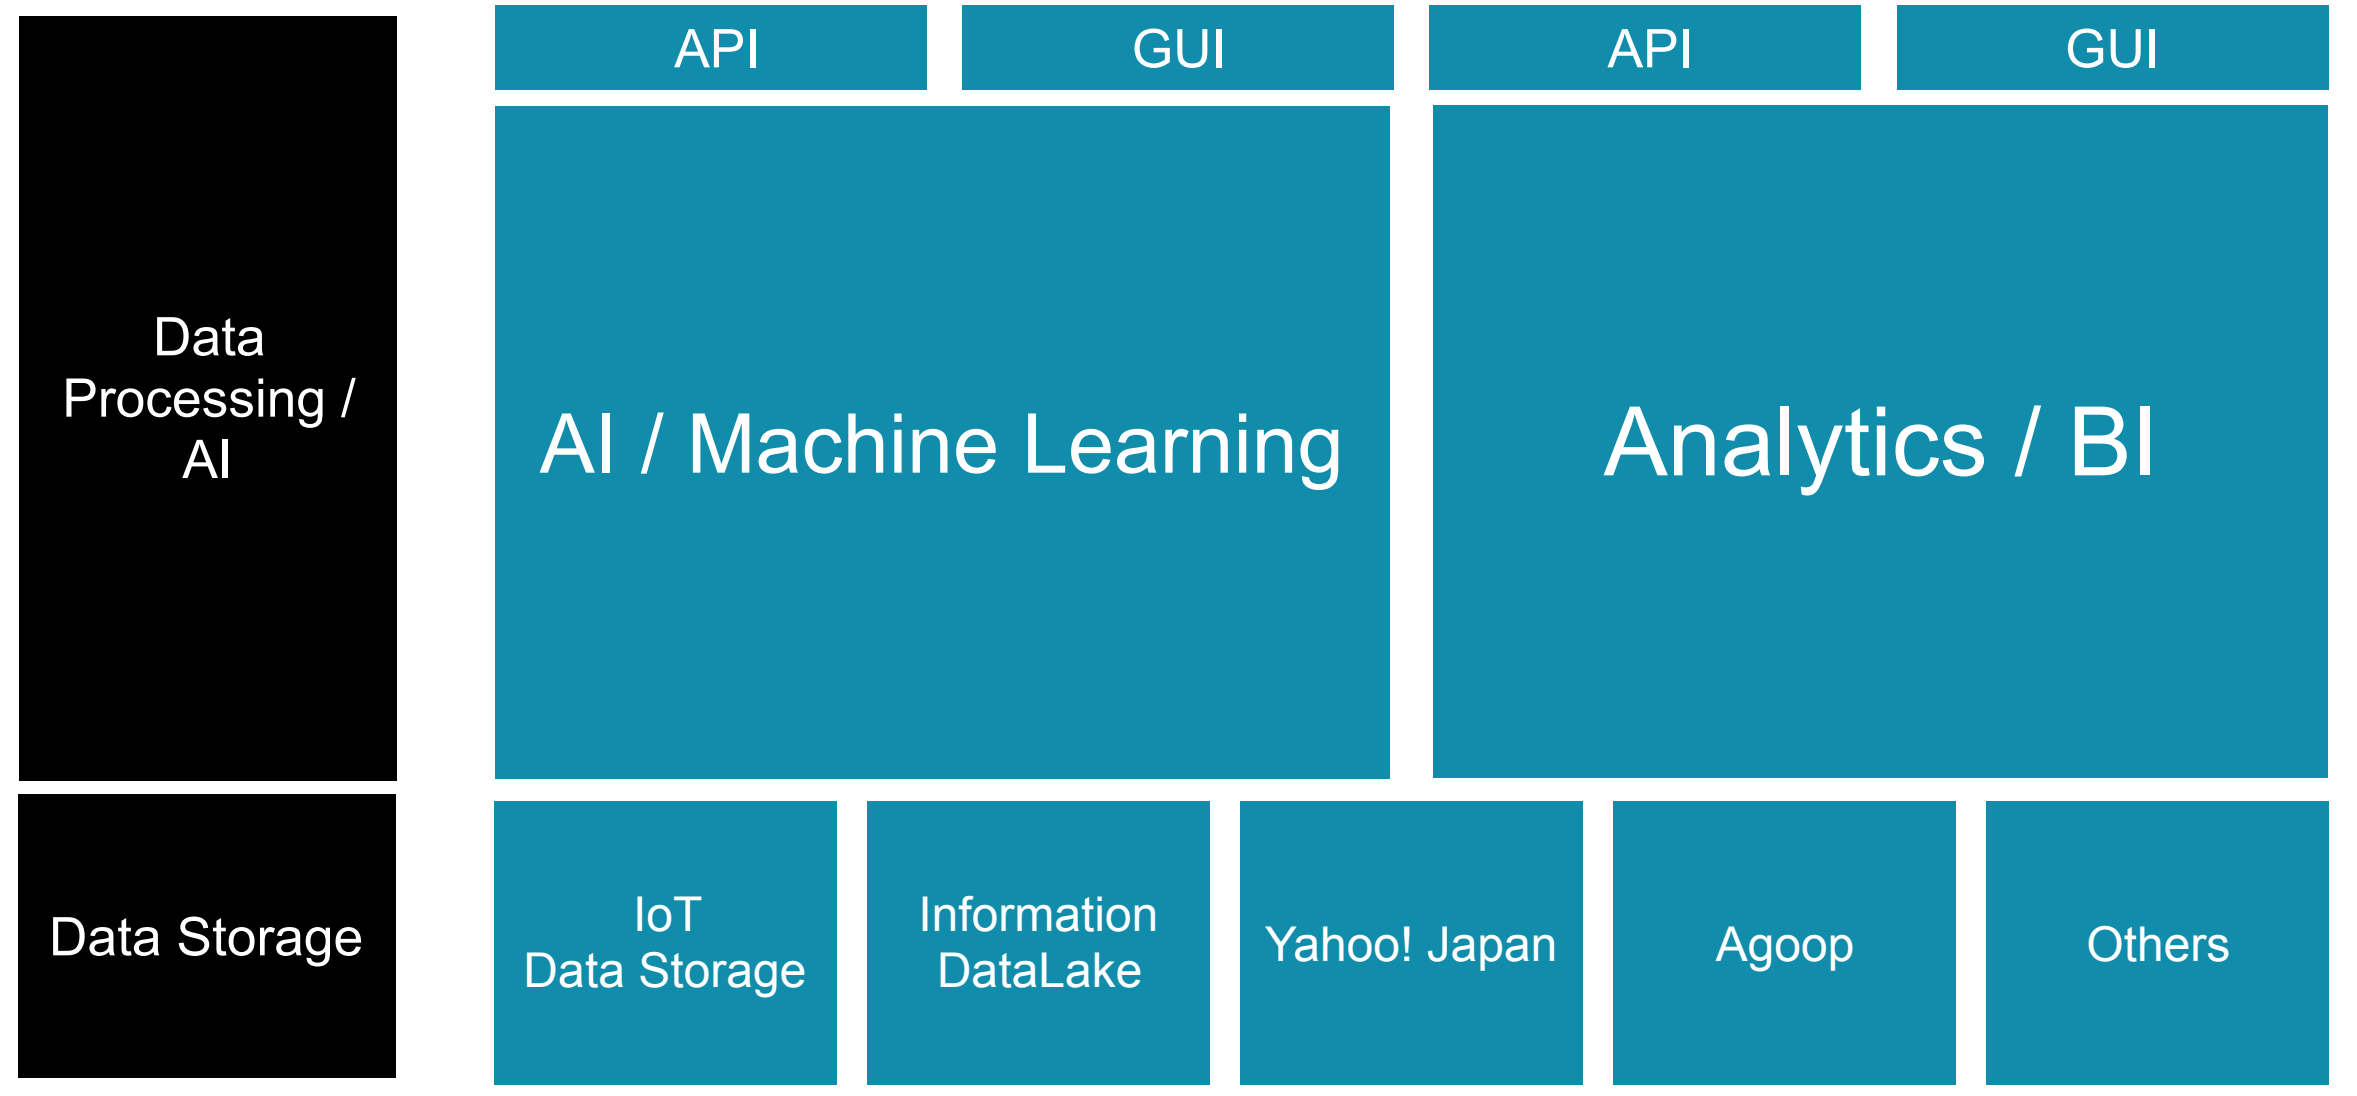 API
GUI
API
GUI
Data
Processing /
AI
AI / Machine Learning
Analytics / BI
Data Storage
IoT
Data Storage
Information
DataLake
Yahoo! Japan
Agoop
Others